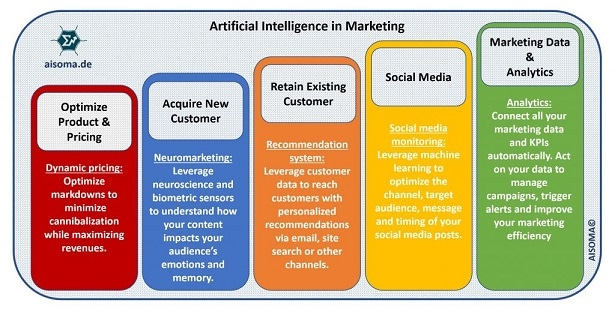 Artificial Intelligence in Marketing
aisoma.de
Optimize
Product &
Pricing
Dynamic pricing:
Optimize
markdowns to
minimize
cannibalization
while maximizing
revenues.
Acquire New
Customer
Neuromarketing:
Leverage
neuroscience and
biometric sensors
to understand how
your content
impacts your
audience's
emotions and
memory.
Retain Existing
Customer
Recommendation
system:
Leverage customer
data to reach
customers with
personalized
recommendations
via email, site
search or other
channels.
Social Media
Social media
monitoring:
Leverage machine
learning to
optimize the
channel, target
audience, message
and timing of your
social media posts.
Marketing Data
&
Analytics
Analytics:
Connect all your
marketing data
and KPIs
automatically. Act
on your data to
manage
campaigns, trigger
alerts and improve
your marketing
efficiency
AISOMA©